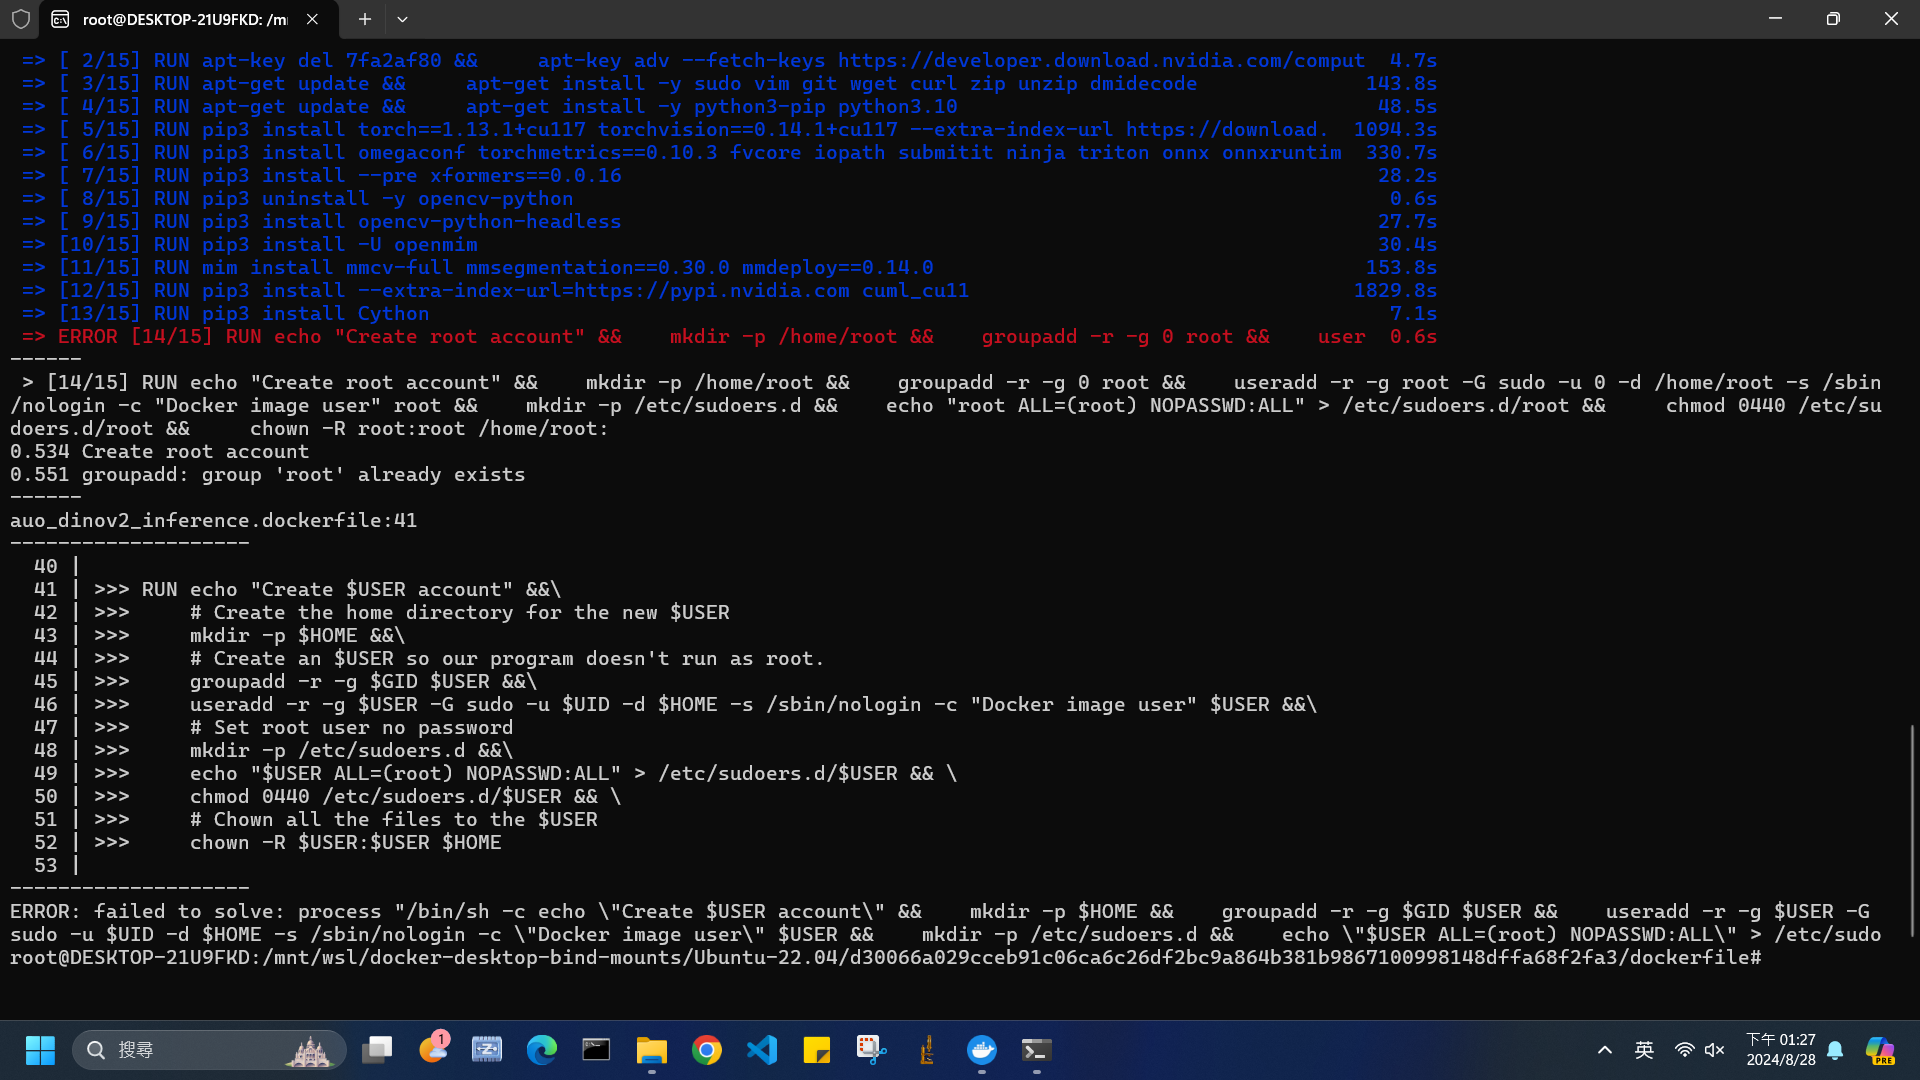 root@DESKTOP-21U9FKD: /m
=> [ 2/15] RUN apt-key del 7fa2af80 &&     apt-key adv --fetch-keys https://developer.download.nvidia.com/comput  4.7s
=> [ 3/15] RUN apt-get update &&     apt-get install -y sudo vim git wget curl zip unzip dmidecode              143.8s
=> [ 4/15] RUN apt-get update &&     apt-get install -y python3-pip python3.10                                   48.5s
=> [ 5/15] RUN pip3 install torch==1.13.1+cu117 torchvision==0.14.1+cu117 --extra-index-url https://download.  1094.3s
=> [ 6/15] RUN pip3 install omegaconf torchmetrics==0.10.3 fvcore iopath submitit ninja triton onnx onnxruntim  330.7s
=> [ 7/15] RUN pip3 install --pre xformers==0.0.16                                                               28.2s
=> [ 8/15] RUN pip3 uninstall -y opencv-python                                                                    0.6s
=> [ 9/15] RUN pip3 install opencv-python-headless                                                               27.7s
=> [10/15] RUN pip3 install -U openmim                                                                           30.4s
=> [11/15] RUN mim install mmcv-full mmsegmentation==0.30.0 mmdeploy==0.14.0                                    153.8s
=> [12/15] RUN pip3 install --extra-index-url=https://pypi.nvidia.com cuml_cu11                                1829.8s
=> [13/15] RUN pip3 install Cython                                                                                7.1s
=> ERROR [14/15] RUN echo "Create root account" &&    mkdir -p /home/root &&    groupadd -r -g 0 root &&    user  0.6s
------
> [14/15] RUN echo "Create root account" &&    mkdir -p /home/root &&    groupadd -r -g 0 root &&    useradd -r -g root -G sudo -u 0 -d /home/root -s /sbin
/nologin -c "Docker image user" root &&    mkdir -p /etc/sudoers.d &&    echo "root ALL=(root) NOPASSWD:ALL" > /etc/sudoers.d/root &&     chmod 0440 /etc/su
doers.d/root &&     chown -R root:root /home/root:
0.534 Create root account
0.551 groupadd: group 'root' already exists
------
auo_dinov2_inference.dockerfile:41
--------------------
40 |
41 | >>> RUN echo "Create $USER account" &&\
42 | >>>     # Create the home directory for the new $USER
43 | >>>     mkdir -p $HOME &&\
44 | >>>     # Create an $USER so our program doesn't run as root.
45 | >>>     groupadd -r -g $GID $USER &&\
46 | >>>     useradd -r -g $USER -G sudo -u $UID -d $HOME -s /sbin/nologin -c "Docker image user" $USER &&\
47 | >>>     # Set root user no password
48 | >>>     mkdir -p /etc/sudoers.d &&\
49 | >>>     echo "$USER ALL=(root) NOPASSWD:ALL" > /etc/sudoers.d/$USER && \
50 | >>>     chmod 0440 /etc/sudoers.d/$USER && \
51 | >>>     # Chown all the files to the $USER
52 | >>>     chown -R $USER:$USER $HOME
53 |
--------------------
ERROR: failed to solve: process "/bin/sh -c echo \"Create $USER account\" &&    mkdir -p $HOME &&    groupadd -r -g $GID $USER &&    useradd -r -g $USER -G
sudo -u $UID -d $HOME -s /sbin/nologin -c \"Docker image user\" $USER &&    mkdir -p /etc/sudoers.d &&    echo \"$USER ALL=(root) NOPASSWD:ALL\" > /etc/sudo
root@DESKTOP-21U9FKD:/mnt/wsl/docker-desktop-bind-mounts/Ubuntu-22.04/d30066a029cceb91c06ca6c26df2bc9a864b381b9867100998148dffa68f2fa3/dockerfile#
搜尋
1
英
下午 01:27
2024/8/28
PRE